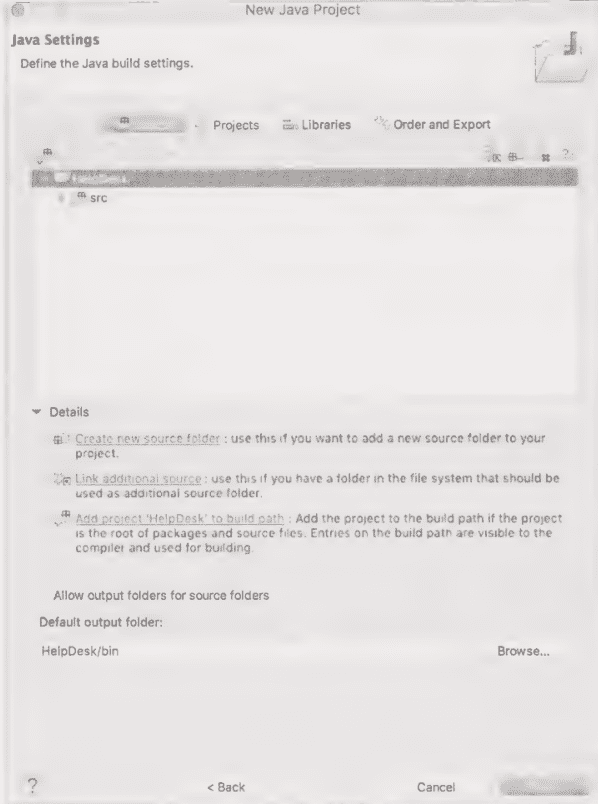 New Java Project
Java Settings
Define the Java build settings.
Projects Libraries Order and Export
src
Details
Create new source folder : use this if you want to add a new source folder to your
project.
Link additional source : use this if you have a folder in the file system that should be
used as additional source folder.
Add project 'HelpDesk' to build path : Add the project to the build path if the project
is the root of packages and source files. Entries on the build path are visible to the
compiler and used for building.
Allow output folders for source folders
Default output folder:
HelpDesk/bin Browse...
? < Back Cancel